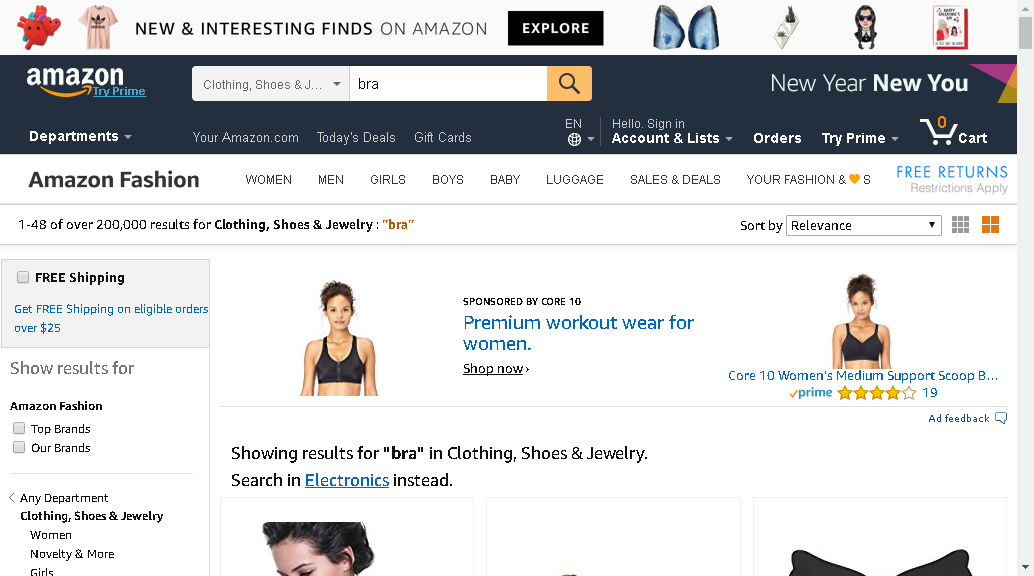 NEW & INTERESTING FINDS ON AMAZON EXPLORE
amazon
Try Prime
Clothing, Shoes & J... bra
New Year New You
Departments
Your Amazon.com Today's Deals Gift Cards
EN
Hello. Sign in
Account & Lists Orders Try Prime 0 Cart
Amazon Fashion WOMEN MEN GIRLS BOYS BABY LUGGAGE SALES & DEALS YOUR FASHION & S
FREE RETURNS
Restrictions Apply
1-48 of over 200,000 results for Clothing, Shoes & Jewelry : "bra"
Sort by Relevance
FREE Shipping
Get FREE Shipping on eligible orders
over $25
Show results for
Amazon Fashion
Top Brands
Our Brands
Any Department
Clothing, Shoes & Jewelry
Women
Novelty & More
Girls
SPONSORED BY CORE 10
Premium workout wear for
women.
Shop now ›
Core 10 Women's Medium Support Scoop B...
prime 19
Ad feedback
Showing results for "bra" in Clothing, Shoes & Jewelry.
Search in Electronics instead.